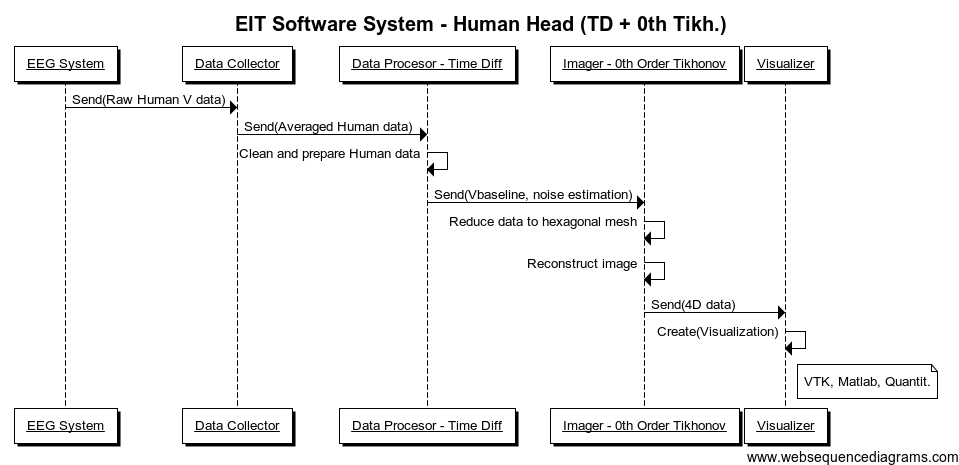 EIT Software System - Human Head (TD + 0th Tikh.)
EEG System
Data Collector
Data Procesor - Time Diff
Imager - 0th Order Tikhonov
Visualizer
Send(Raw Human V data)
Send(Averaged Human data)
Clean and prepare Human data
Send(Vbaseline, noise estimation)
Reduce data to hexagonal mesh
Reconstruct image
Send(4D data)
Create(Visualization)
VTK, Matlab, Quantit.
EEG System
Data Collector
Data Procesor - Time Diff
Imager - 0th Order Tikhonov
Visualizer
www.websequencediagrams.com